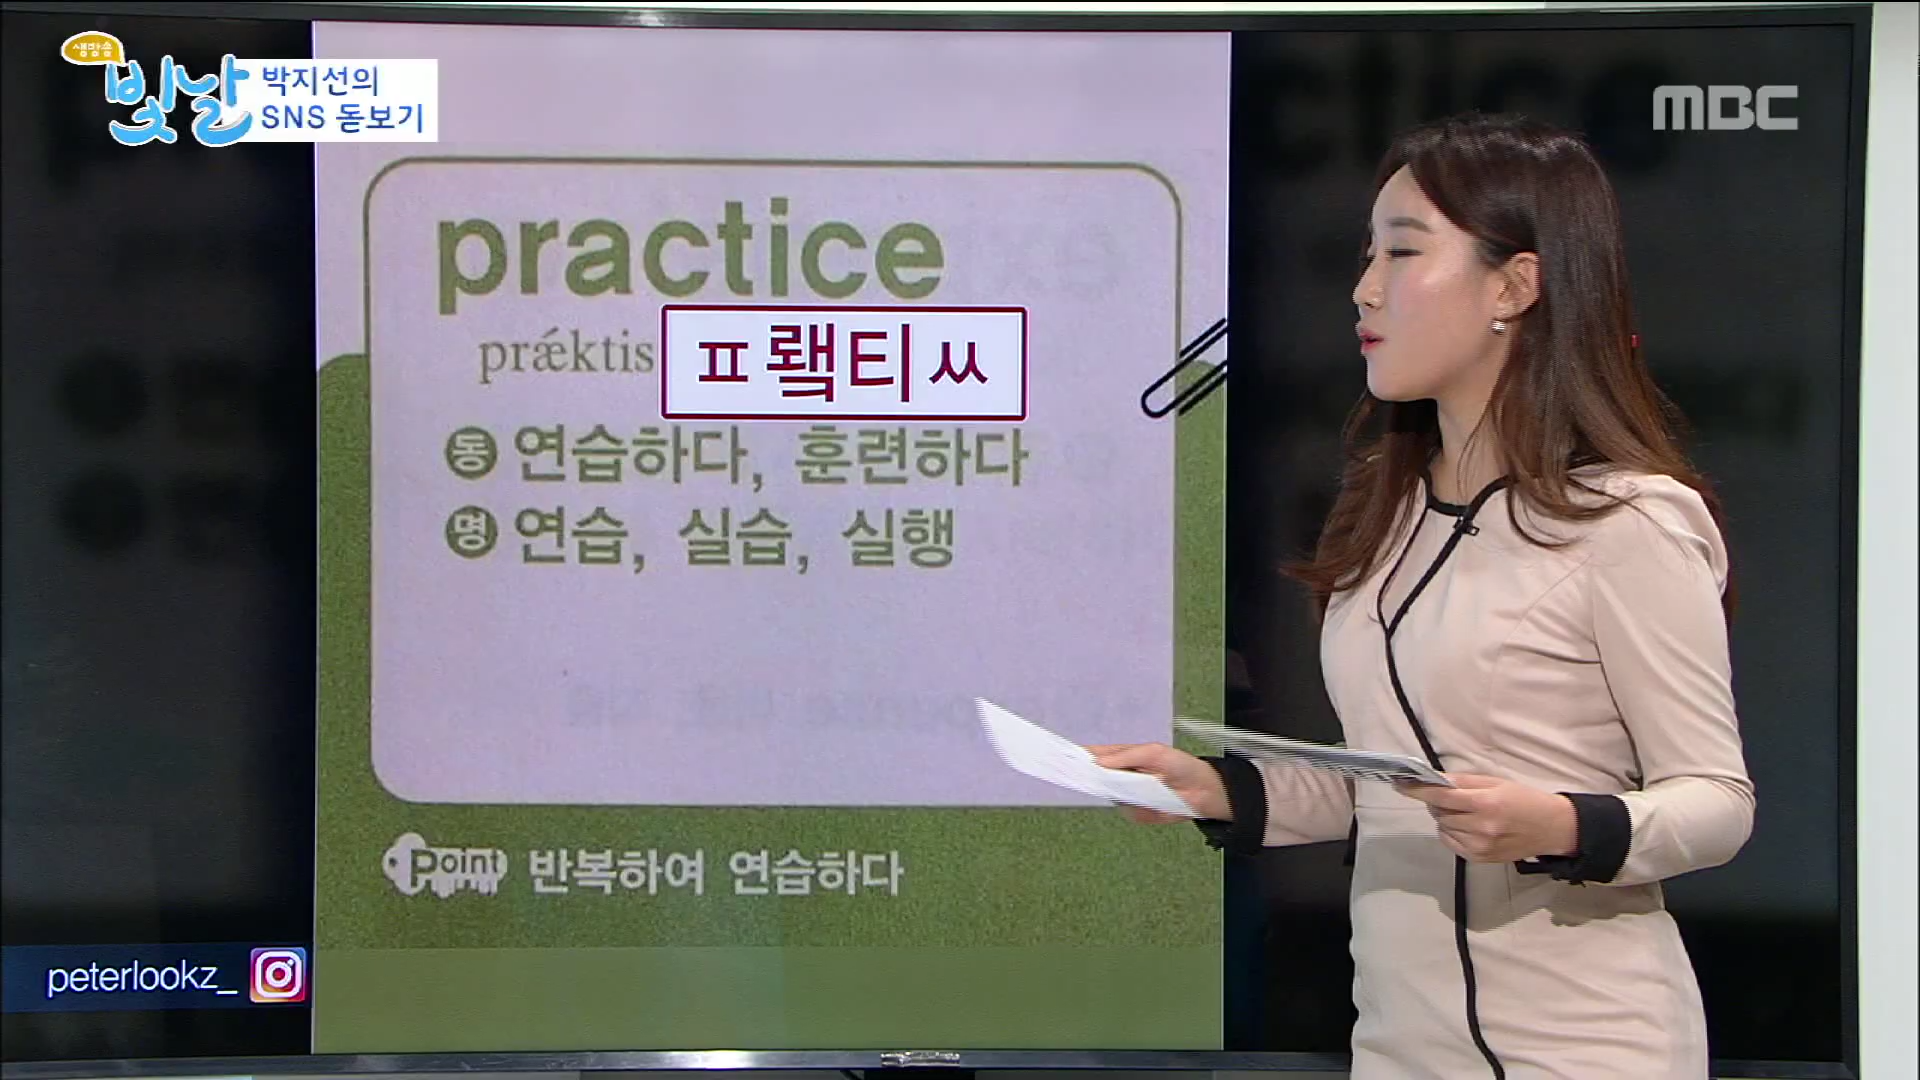 생방송
빛날
박지선의
SNS 돋보기
MBC
practice
prǽktis
ㅍ뢬티ㅆ
동 연습하다, 훈련하다
명 연습, 실습, 실행
Point 반복하여 연습하다
peterlookz_